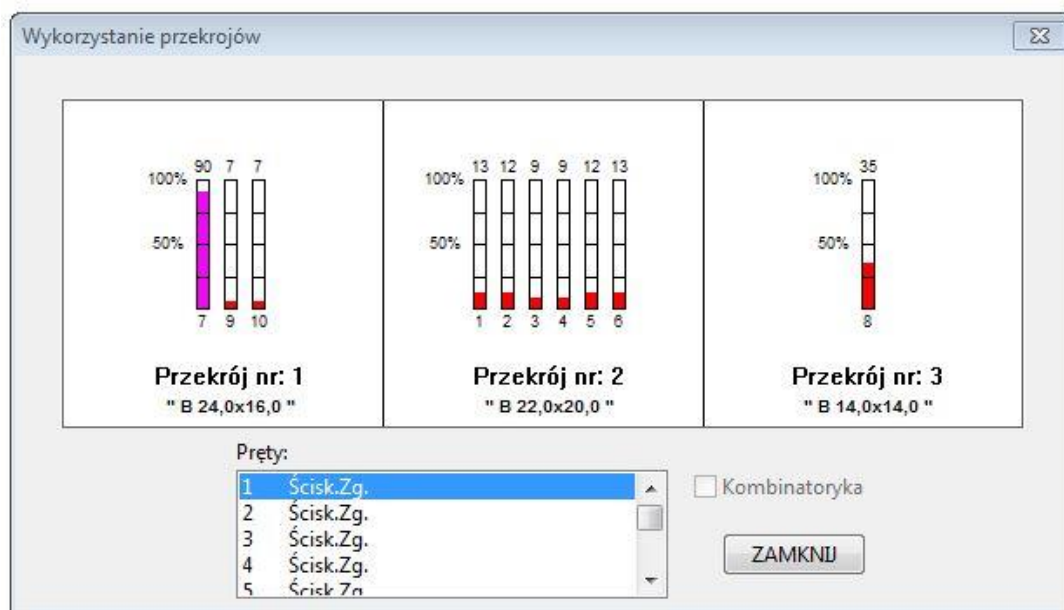 Wykorzystanie przekrojów
90 7 7
100%
50%
7 9 10
Przekrój nr: 1
" B 24,0x16,0 "
13 12 9 9 12 13
100%
50%
1 2 3 4 5 6
Przekrój nr: 2
" B 22,0x20,0 "
35
100%
50%
8
Przekrój nr: 3
" B 14,0x14,0 "
Pręty:
1 Ścisk.Zg.
2 Ścisk.Zg.
3 Ścisk.Zg.
4 Ścisk.Zg.
5 Ścisk.Zg.
Kombinatoryka
ZAMKNIJ